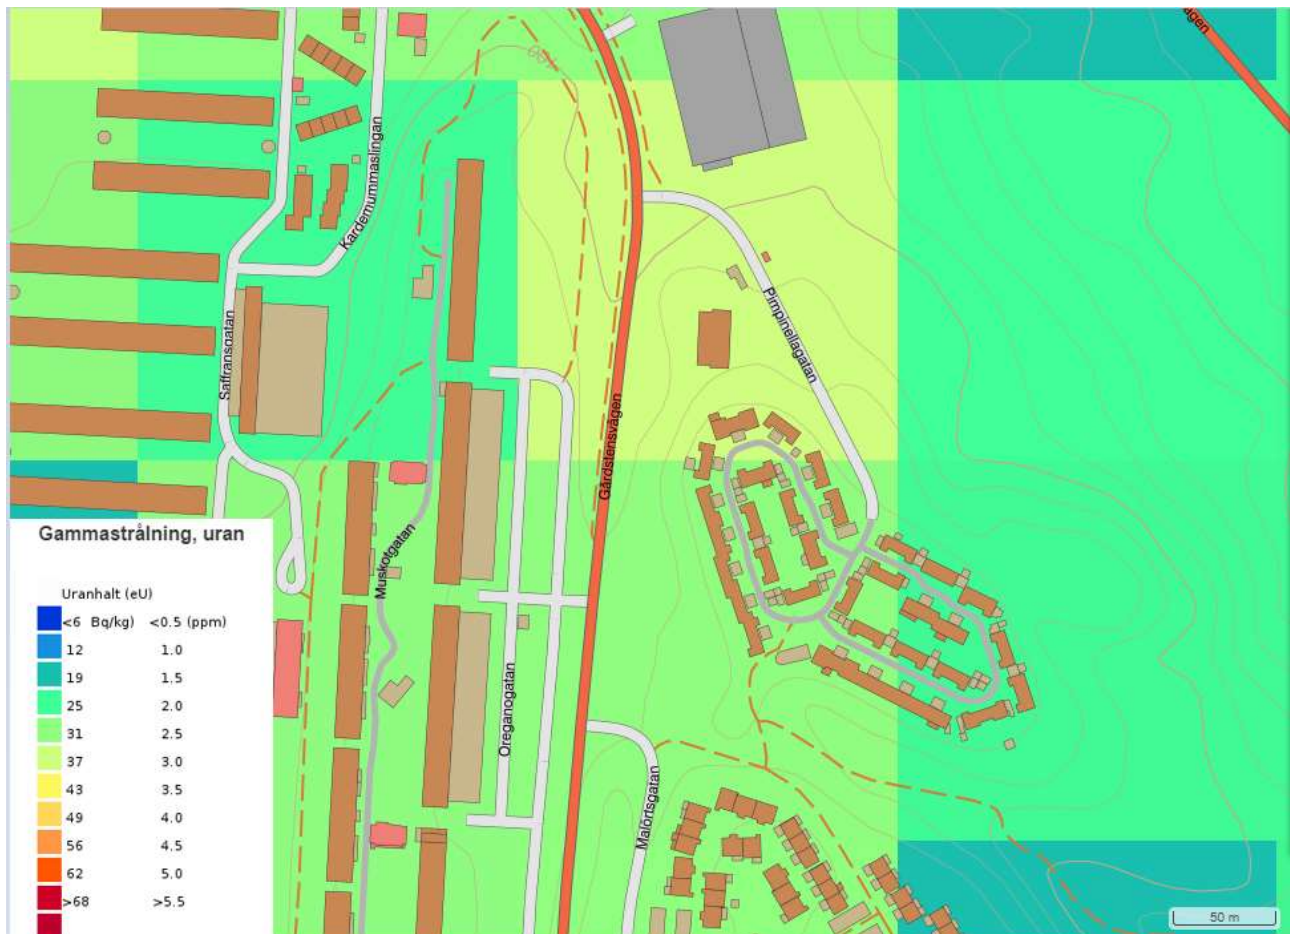 ägen
100
Kardemummaslingan
Saffransgatan
Pimpinellagatan
Gårdstensvägen
Muskotgatan
Oreganogatan
Malörtsgatan
Gammastrålning, uran
Uranhalt (eU)
<6 Bq/kg) <0.5 (ppm)
12 1.0
19 1.5
25 2.0
31 2.5
37 3.0
43 3.5
49 4.0
56 4.5
62 5.0
>68 >5.5
50 m